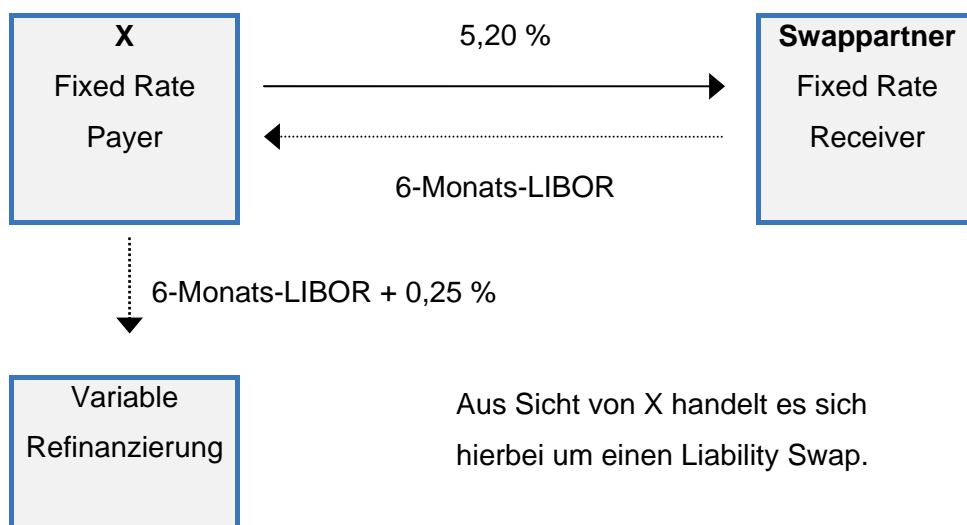 X
Fixed Rate
Payer
5,20 %
6-Monats-LIBOR
Swappartner
Fixed Rate
Receiver
6-Monats-LIBOR + 0,25 %
Variable
Refinanzierung
Aus Sicht von X handelt es sich
hierbei um einen Liability Swap.